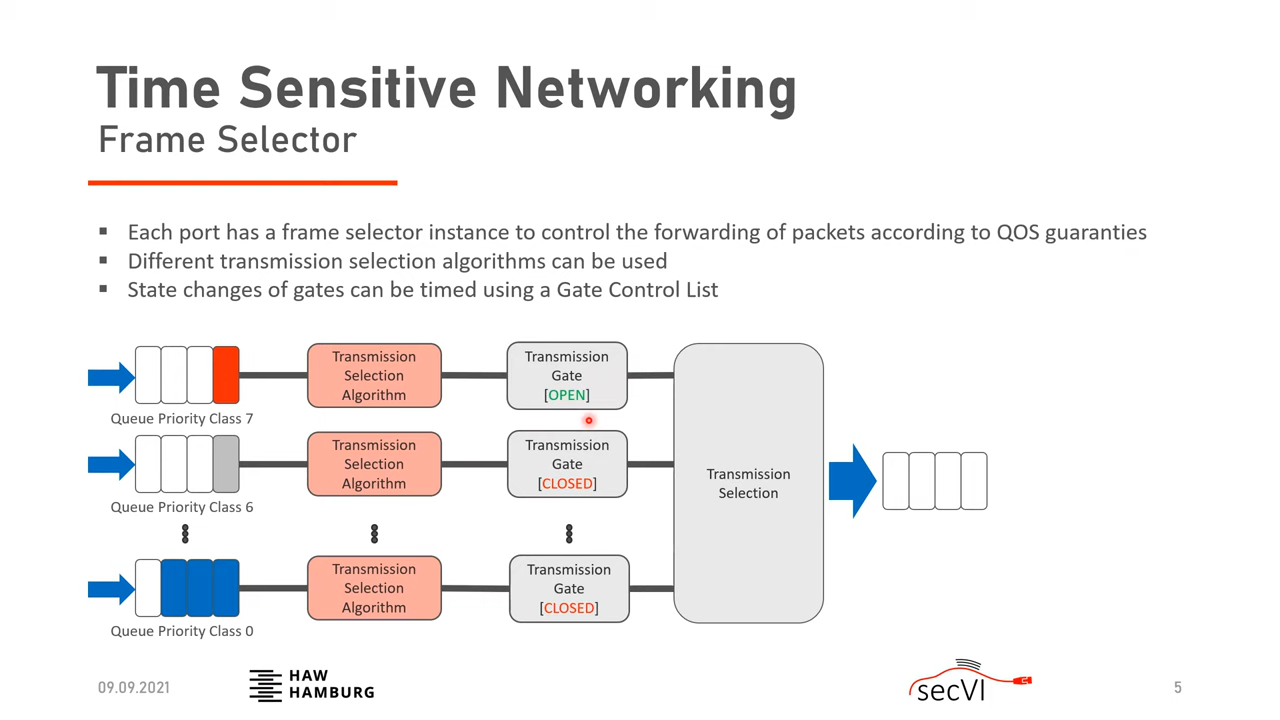 Time Sensitive Networking
Frame Selector
Each port has a frame selector instance to control the forwarding of packets according to QOS guaranties
Different transmission selection algorithms can be used
State changes of gates can be timed using a Gate Control List
Transmission
Selection
Algorithm
Transmission
Gate
[OPEN]
Queue Priority Class 7
Transmission
Selection
Algorithm
Transmission
Gate
[CLOSED]
Queue Priority Class 6
Transmission
Selection
Transmission
Selection
Algorithm
Transmission
Gate
[CLOSED]
Queue Priority Class 0
09.09.2021
HAW
HAMBURG
secVI
5